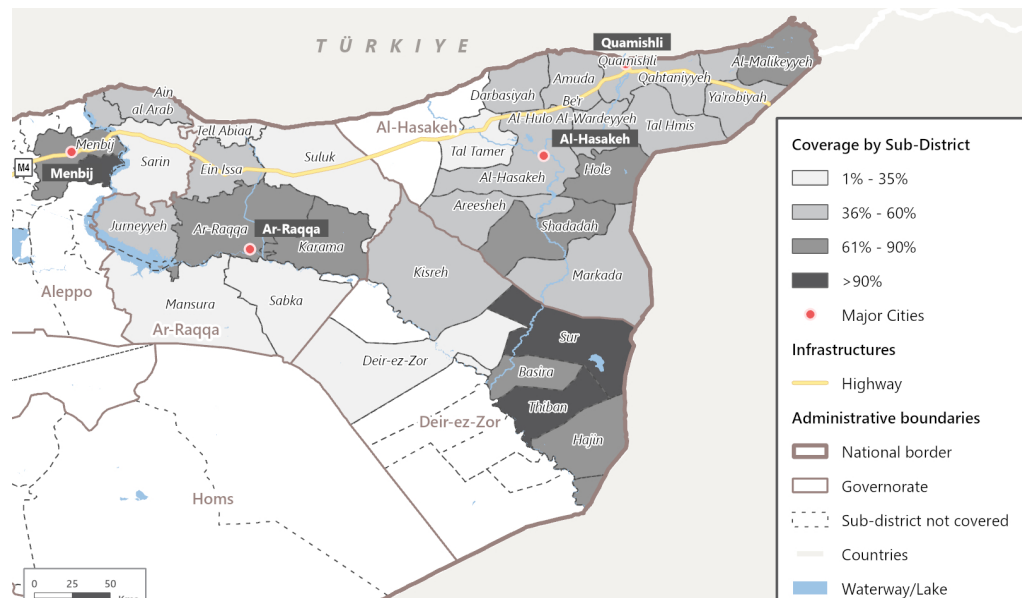 TÜRKIYE
Quamishli
Quamishli
Al-Malikeyyeh
Amuda
Qahtaniyyeh
Darbasiyah
Ya'robiyah
Be'r
Al-Hulo Al-Wardeyyeh
Tal Hmis
Ain
al Arab
Tell Abiad
Al-Hasakeh
Menbij
M4
Menbij
Sarin
Ein Issa
Suluk
Tal Tamer
Al-Hasakeh
Hole
Al-Hasakeh
Areesheh
Shadadah
Jurneyyeh
Ar-Raqqa
Ar-Raqqa
Karama
Kisreh
Markada
Aleppo
Mansura
Sabka
Ar-Raqqa
Sur
Deir-ez-Zor
Basira
Thiban
Deir-ez-Zor
Hajin
Homs
0 25 50
Coverage by Sub-District
1% - 35%
36% - 60%
61% - 90%
>90%
Major Cities
Infrastructures
Highway
Administrative boundaries
National border
Governorate
Sub-district not covered
Countries
Waterway/Lake